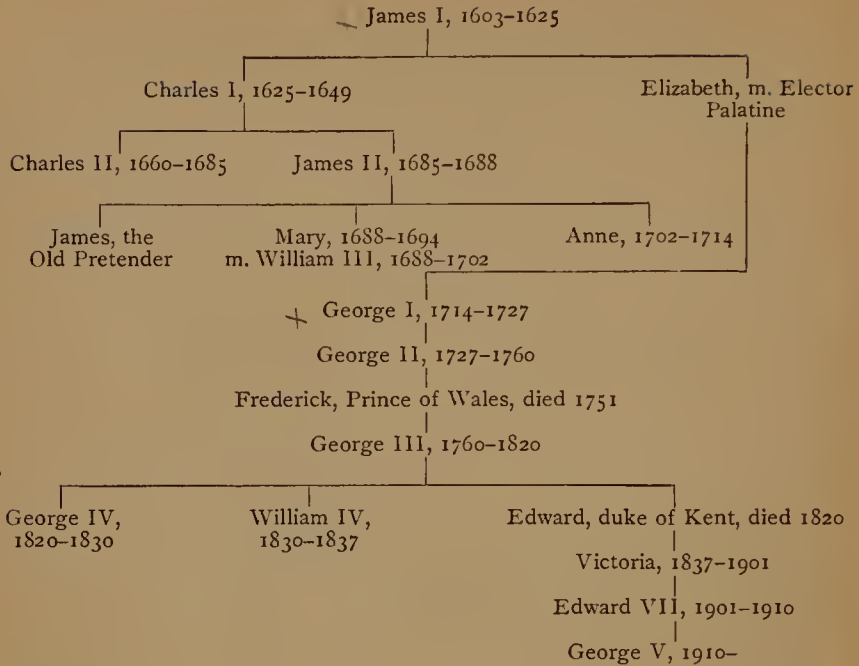 James I, 1603–1625
Charles I, 1625–1649
Elizabeth, m. Elector
Palatine
Charles II, 1660–1685
James II, 1685–1688
James, the
Old Pretender
Mary, 1688–1694
m. William III, 1688–1702
Anne, 1702–1714
George I, 1714–1727
George II, 1727–1760
Frederick, Prince of Wales, died 1751
George III, 1760–1820
George IV,
1820–1830
William IV,
1830–1837
Edward, duke of Kent, died 1820
Victoria, 1837–1901
Edward VII, 1901–1910
George V, 1910–